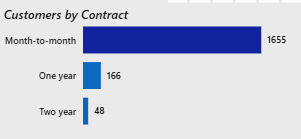 Customers by Contract
Month-to-month 1655
One year 166
Two year 48